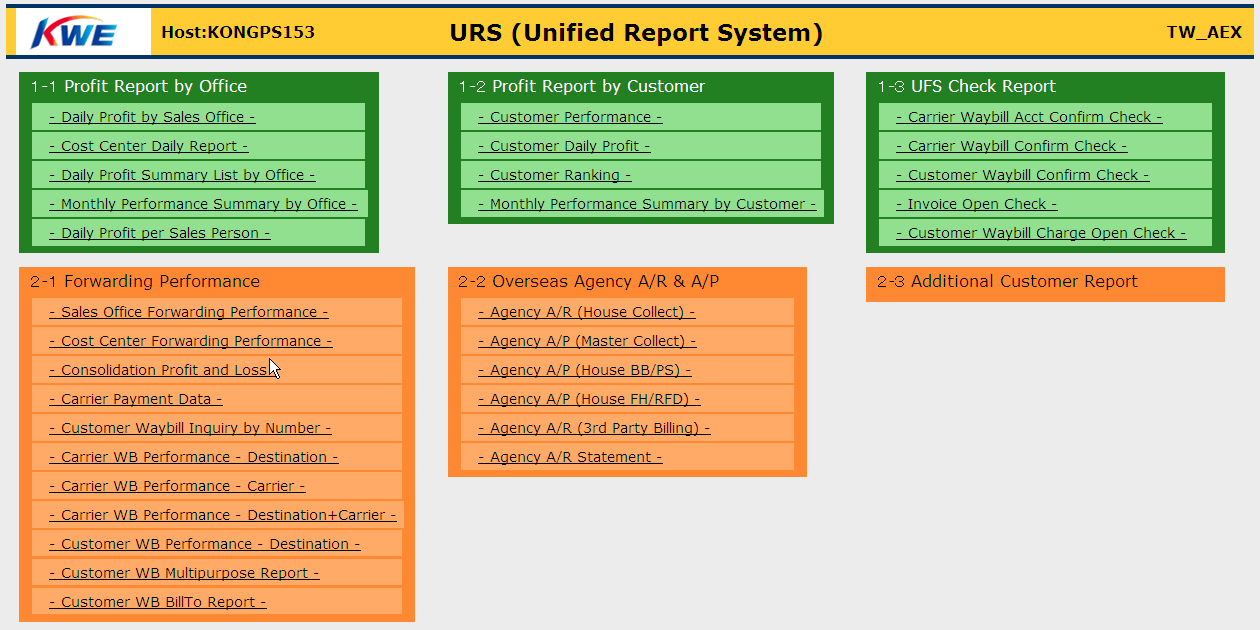 KWE Host:KONGPS153 URS (Unified Report System) TW_AEX
1-1 Profit Report by Office
- Daily Profit by Sales Office -
- Cost Center Daily Report -
- Daily Profit Summary List by Office -
- Monthly Performance Summary by Office -
- Daily Profit per Sales Person -
1-2 Profit Report by Customer
- Customer Performance -
- Customer Daily Profit -
- Customer Ranking -
- Monthly Performance Summary by Customer -
1-3 UFS Check Report
- Carrier Waybill Acct Confirm Check -
- Carrier Waybill Confirm Check -
- Customer Waybill Confirm Check -
- Invoice Open Check -
- Customer Waybill Charge Open Check -
2-1 Forwarding Performance
- Sales Office Forwarding Performance -
- Cost Center Forwarding Performance -
- Consolidation Profit and Loss
- Carrier Payment Data -
- Customer Waybill Inquiry by Number -
- Carrier WB Performance - Destination -
- Carrier WB Performance - Carrier -
- Carrier WB Performance - Destination+Carrier -
- Customer WB Performance - Destination -
- Customer WB Multipurpose Report -
- Customer WB BillTo Report -
2-2 Overseas Agency A/R & A/P
- Agency A/R (House Collect) -
- Agency A/P (Master Collect) -
- Agency A/P (House BB/PS) -
- Agency A/P (House FH/RFD) -
- Agency A/R (3rd Party Billing) -
- Agency A/R Statement -
2-3 Additional Customer Report